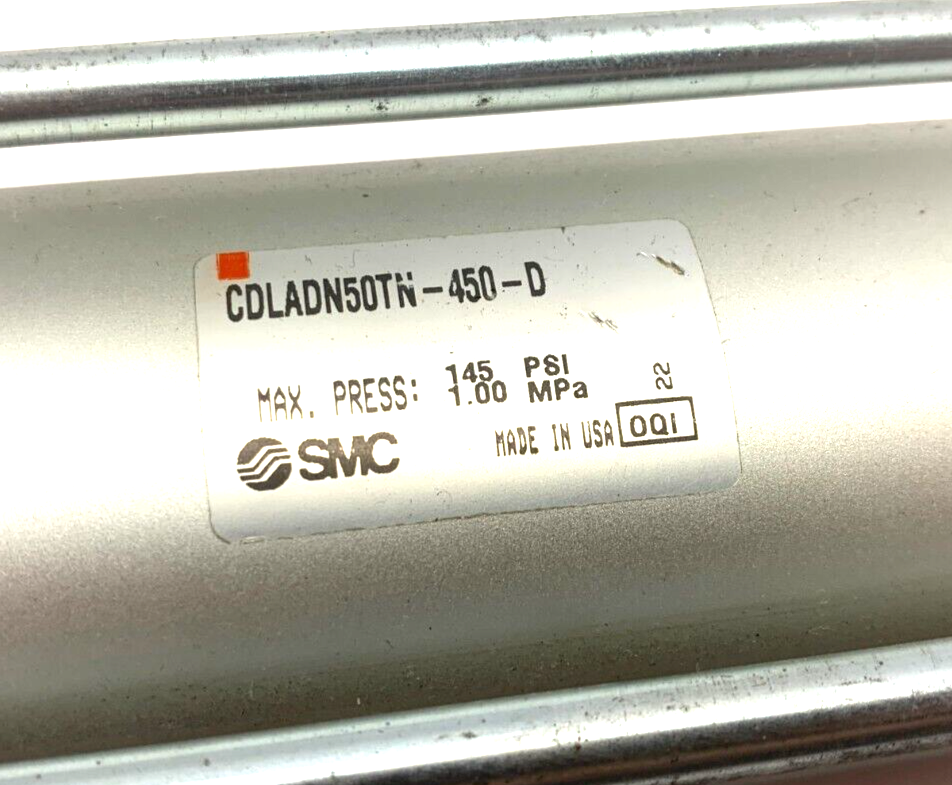 CDLADN50TN-450-D
MAX. PRESS: 145 PSI
1.00 MPa
22
SMC MADE IN USA OQI